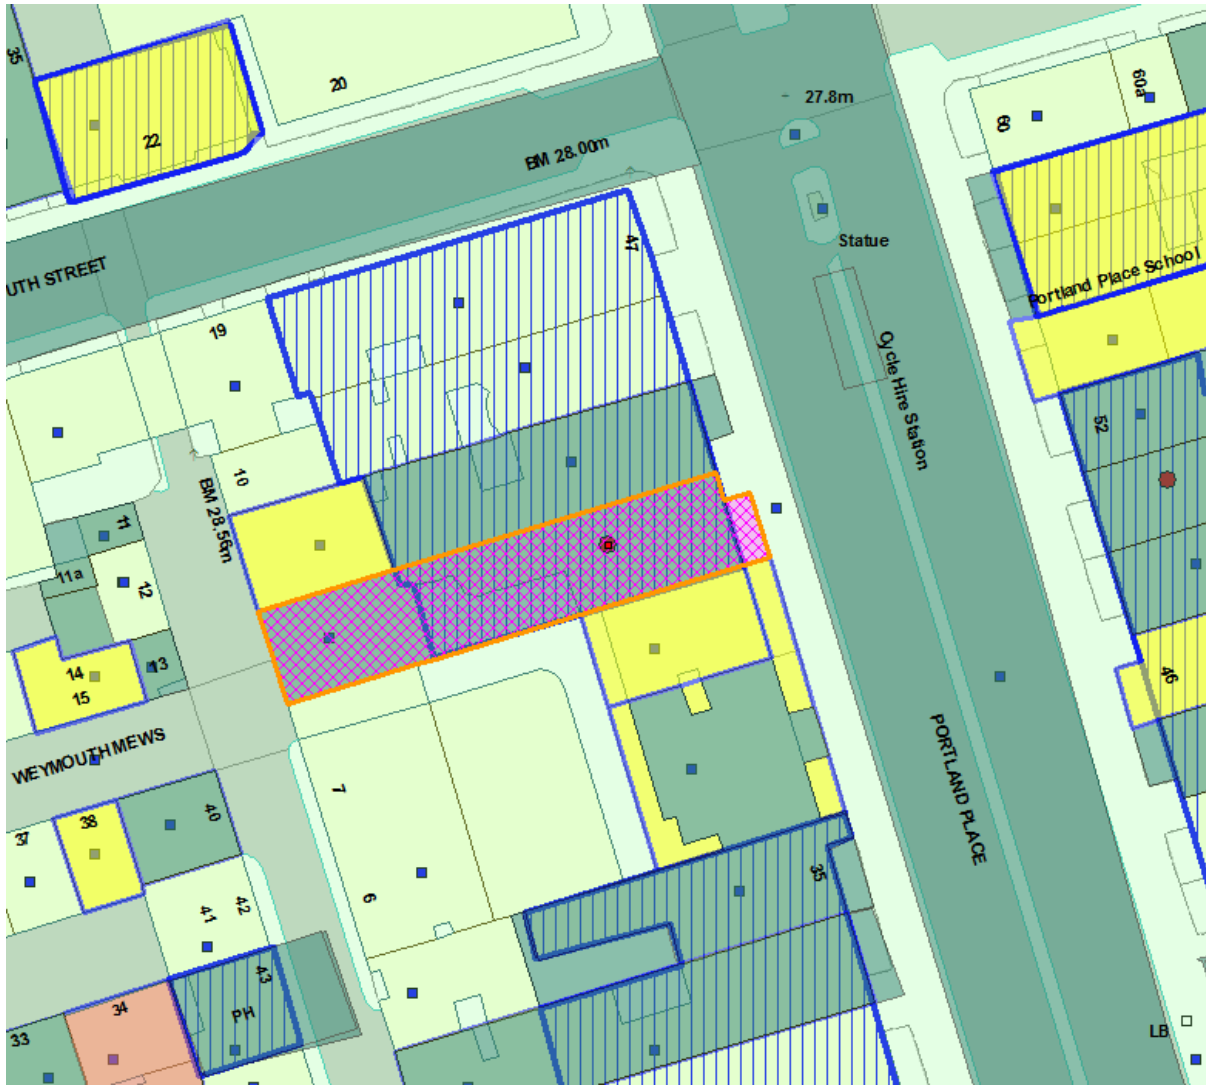 35
20
22
BM 28.00m
27.8m
60
60a
UTH STREET
47
Statue
Portland Place School
19
Cycle Hire Station
52
10
BM 28.56m
11
11a
12
13
14
15
46
WEYMOUTH MEWS
PORTLAND PLACE
7
38
40
37
6
35
42
41
43
PH
34
33
LB